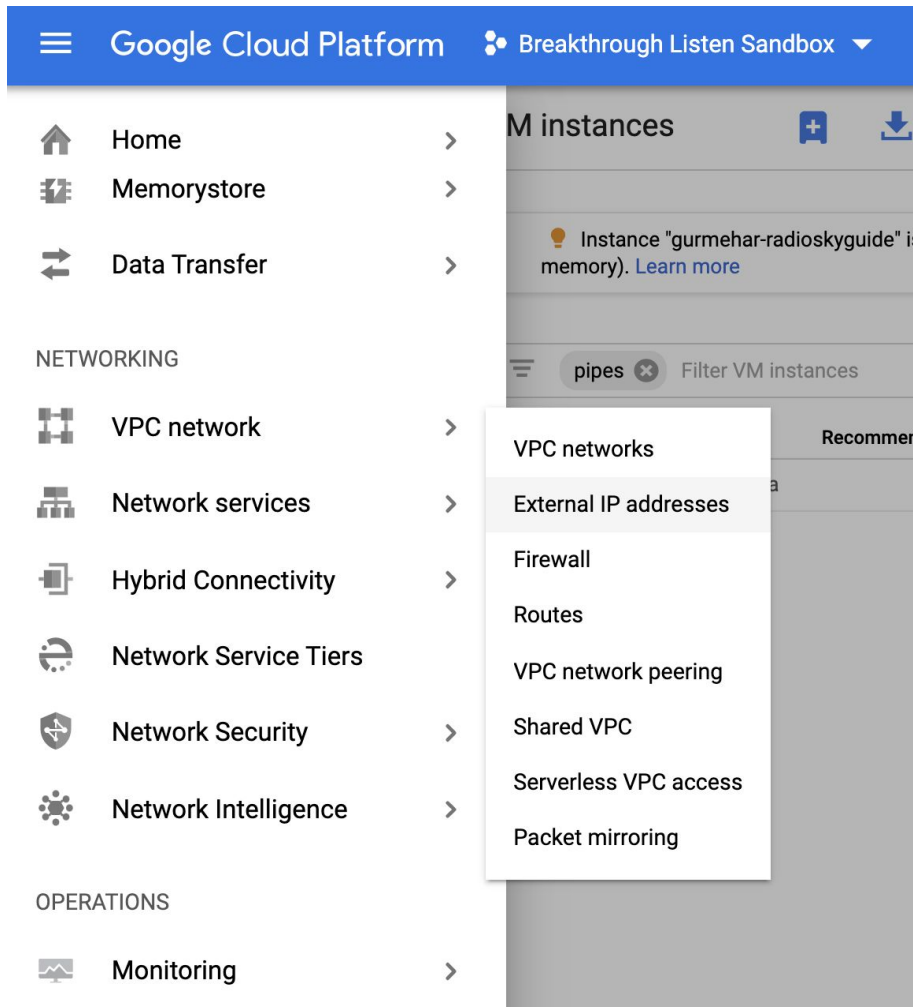 Google Cloud Platform
Breakthrough Listen Sandbox
Home
Memorystore
Data Transfer
NETWORKING
VPC network
Network services
Hybrid Connectivity
Network Service Tiers
Network Security
Network Intelligence
OPERATIONS
Monitoring
VPC networks
External IP addresses
Firewall
Routes
VPC network peering
Shared VPC
Serverless VPC access
Packet mirroring
M instances
Instance "gurmehar-radioskyguide" is
memory). Learn more
pipes
Filter VM instances
Recommen
a